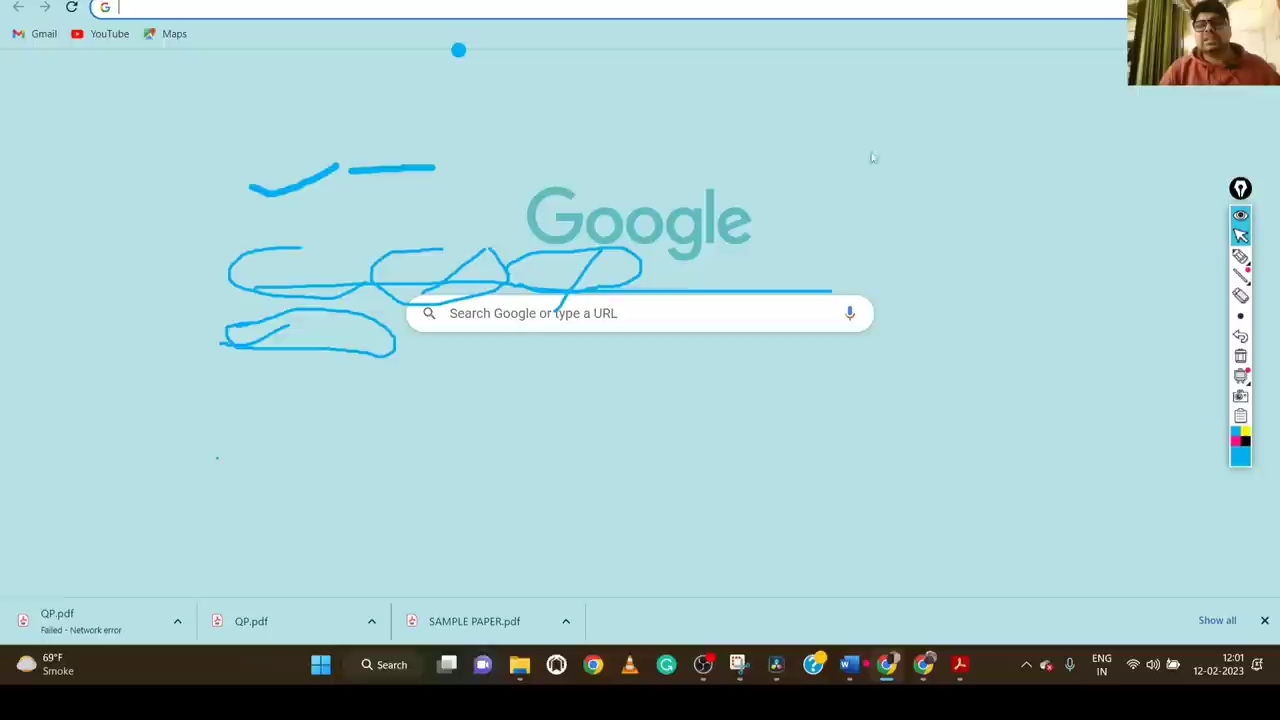 Gmail YouTube Maps
Google
Search Google or type a URL
QP.pdf
Failed - Network error
QP.pdf
SAMPLE PAPER.pdf
Show all
69°F
Smoke
Search
ENG
IN
12:01
12-02-2023